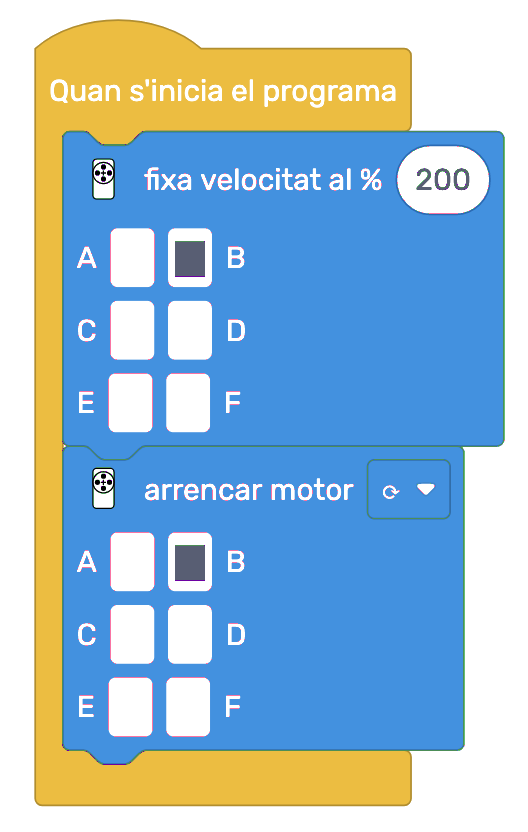 Quan s'inicia el programa
fixa velocitat al % 200
A B
C D
E F
arrencar motor
A B
C D
E F